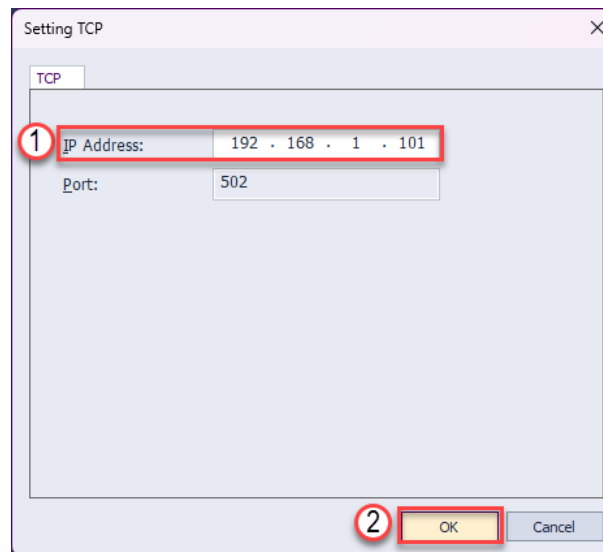 Setting TCP
TCP
1 IP Address: 192 . 168 . 1 . 101
Port: 502
2 OK Cancel